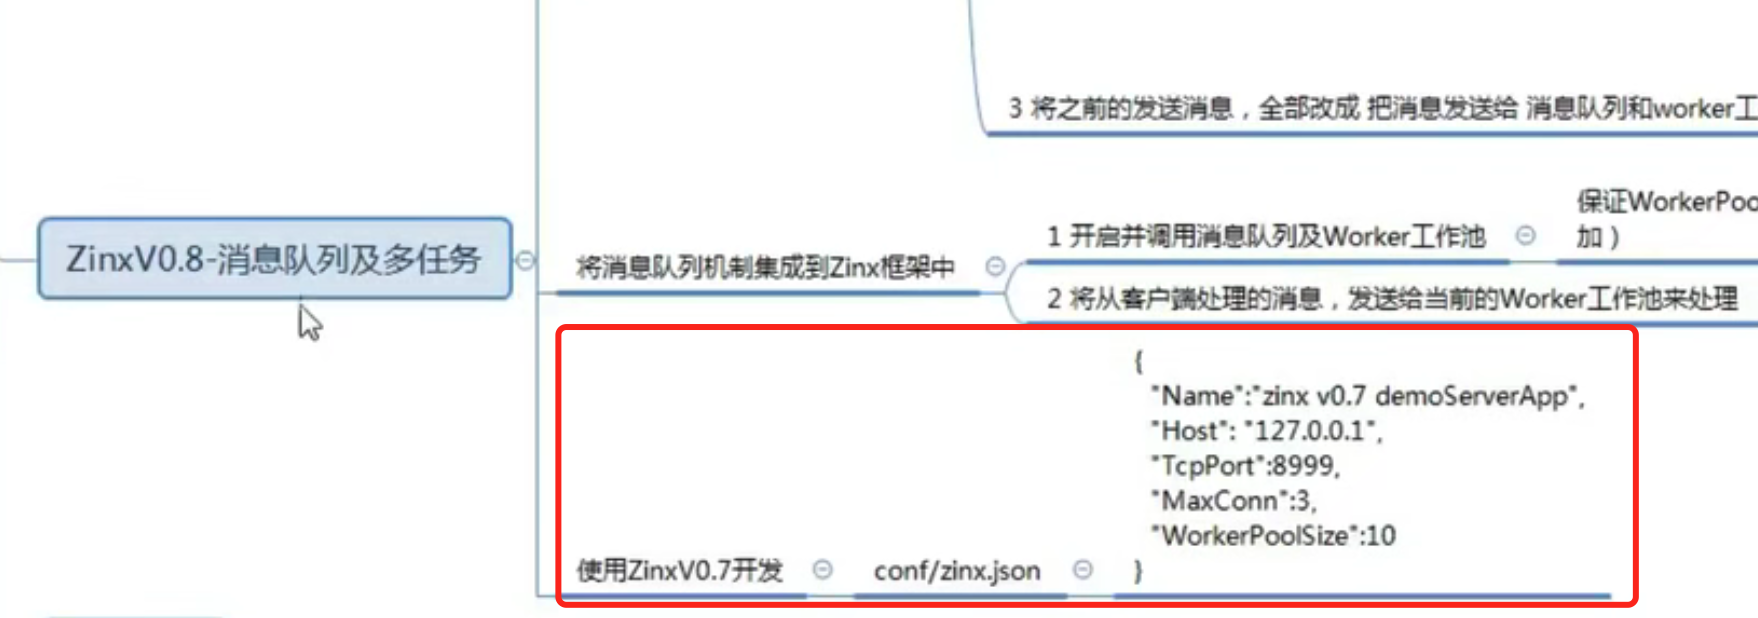 3 将之前的发送消息，全部改成 把消息发送给 消息队列和worker工
ZinxV0.8-消息队列及多任务
将消息队列机制集成到Zinx框架中
1 开启并调用消息队列及Worker工作池
保证WorkerPoo
加）
2 将从客户端处理的消息，发送给当前的Worker工作池来处理
使用ZinxV0.7开发
conf/zinx.json
{
"Name":"zinx v0.7 demoServerApp",
"Host": "127.0.0.1",
"TcpPort":8999,
"MaxConn":3,
"WorkerPoolSize":10
}